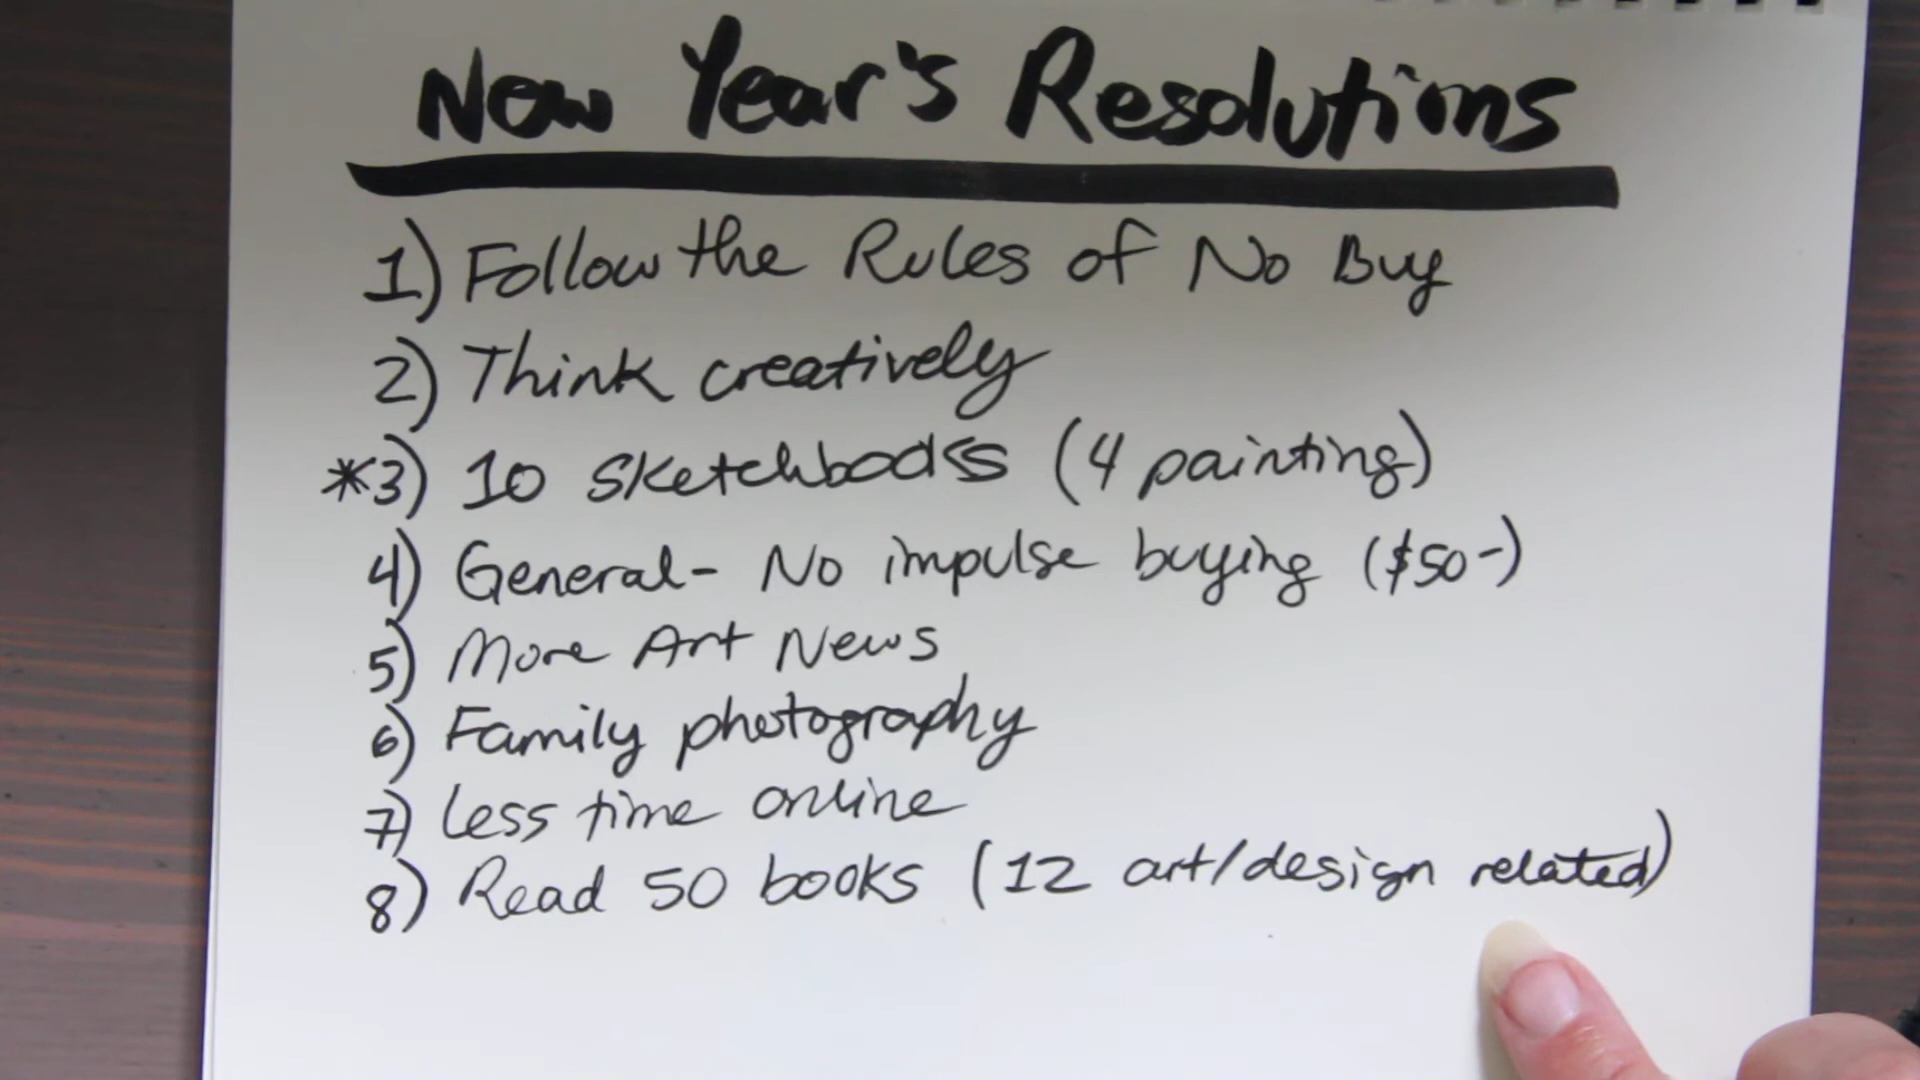 New Year's Resolutions
1) Follow the Rules of No Buy
2) Think creatively
*3) 10 Sketchbooks (4 painting)
4) General- No impulse buying ($50-)
5) More Art News
6) Family photography
7) Less time online
8) Read 50 books (12 art/design related)